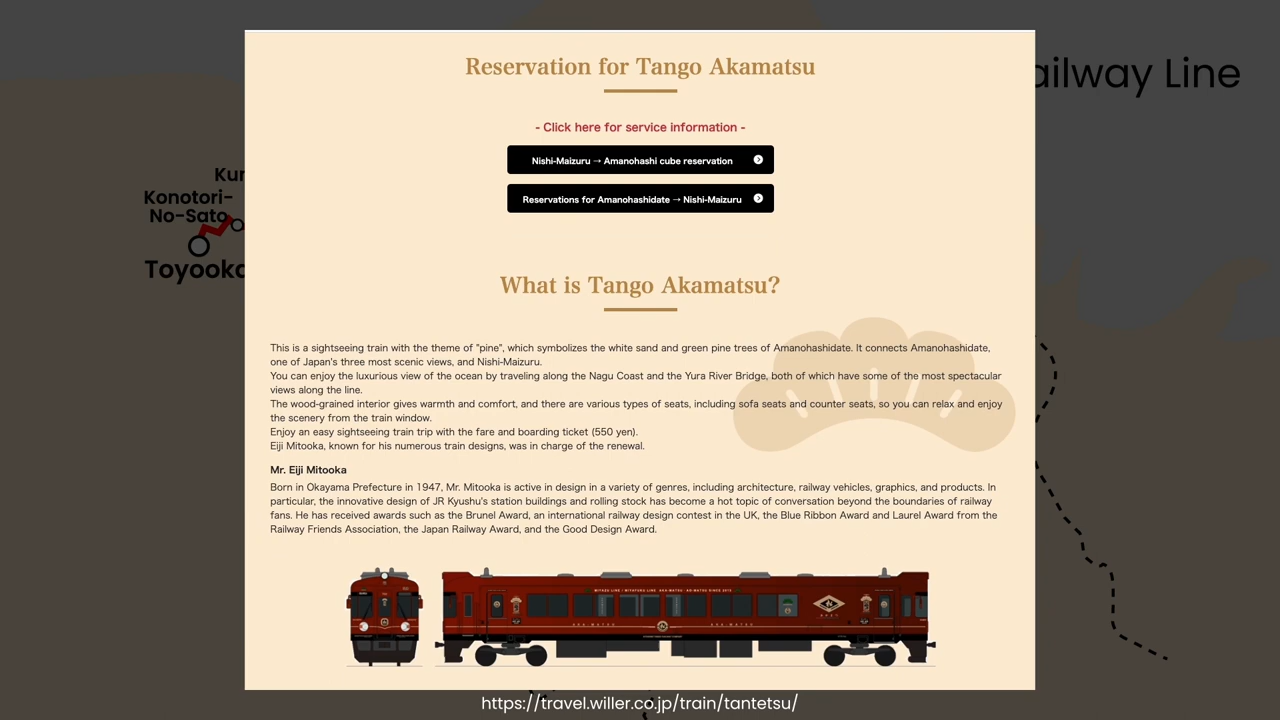 Reservation for Tango Akamatsu
ailway Line
- Click here for service information -
Nishi-Maizuru → Amanohashi cube reservation
Reservations for Amanohashidate → Nishi-Maizuru
Kun
Konotori-
No-Sato
Toyooka
What is Tango Akamatsu?
This is a sightseeing train with the theme of "pine", which symbolizes the white sand and green pine trees of Amanohashidate. It connects Amanohashidate,
one of Japan's three most scenic views, and Nishi-Maizuru.
You can enjoy the luxurious view of the ocean by traveling along the Nagu Coast and the Yura River Bridge, both of which have some of the most spectacular
views along the line.
The wood-grained interior gives warmth and comfort, and there are various types of seats, including sofa seats and counter seats, so you can relax and enjoy
the scenery from the train window.
Enjoy an easy sightseeing train trip with the fare and boarding ticket (550 yen).
Eiji Mitooka, known for his numerous train designs, was in charge of the renewal.
Mr. Eiji Mitooka
Born in Okayama Prefecture in 1947, Mr. Mitooka is active in design in a variety of genres, including architecture, railway vehicles, graphics, and products. In
particular, the innovative design of JR Kyushu's station buildings and rolling stock has become a hot topic of conversation beyond the boundaries of railway
fans. He has received awards such as the Brunel Award, an international railway design contest in the UK, the Blue Ribbon Award and Laurel Award from the
Railway Friends Association, the Japan Railway Award, and the Good Design Award.
AKA-MATSU
AKA-MATSU
https://travel.willer.co.jp/train/tantetsu/